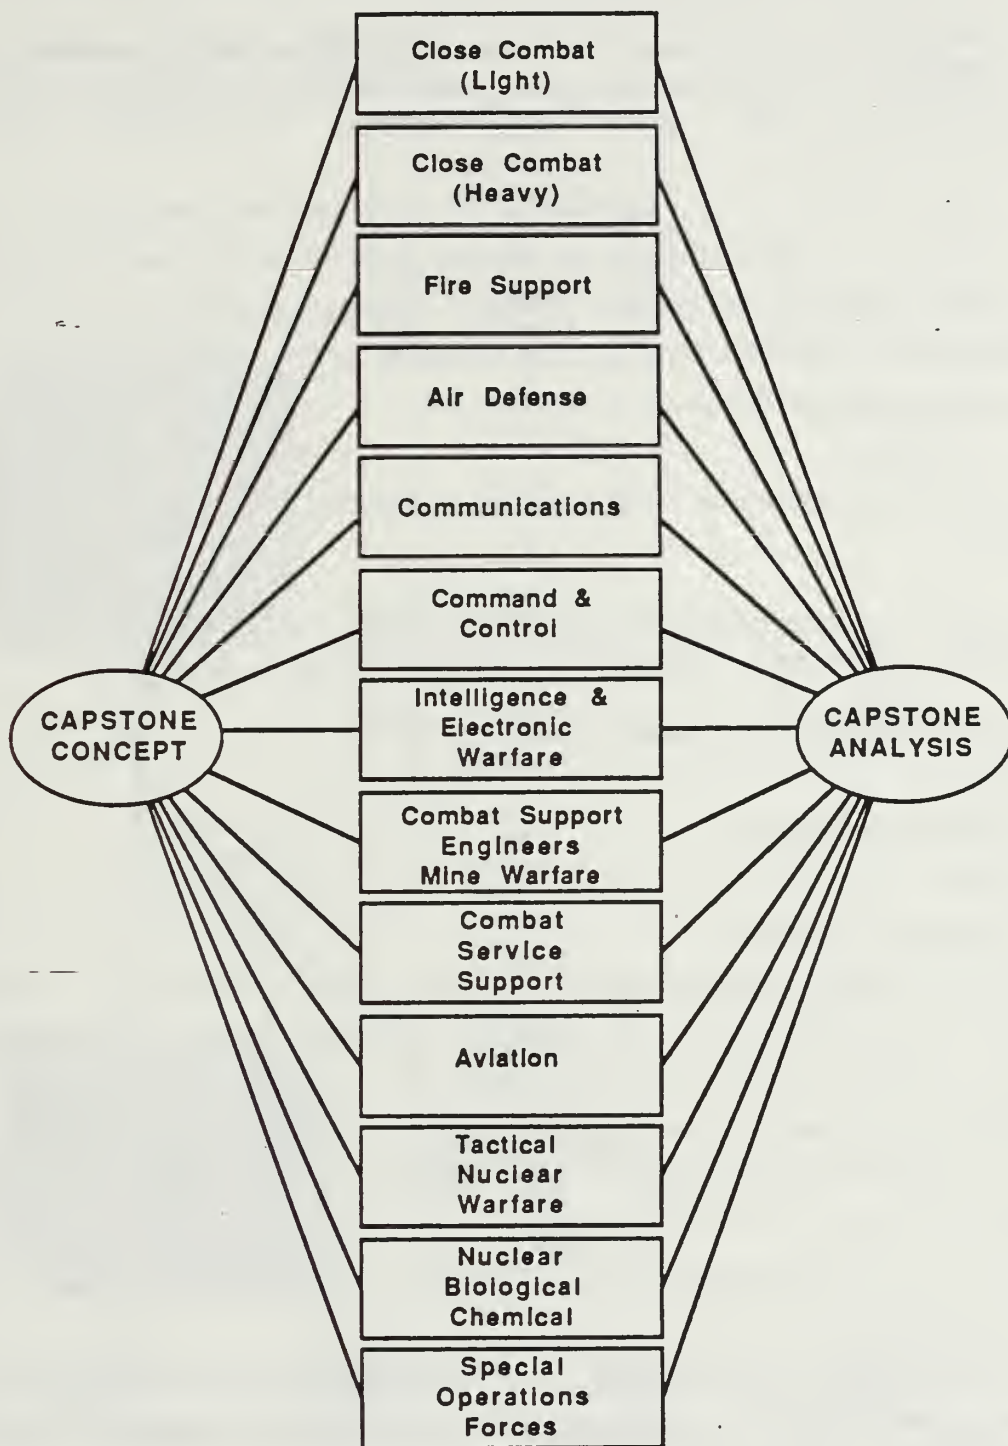 Close Combat
(Light)
Close Combat
(Heavy)
Fire Support
Air Defense
Communications
Command &
Control
Intelligence &
Electronic
Warfare
CAPSTONE
CONCEPT
CAPSTONE
ANALYSIS
Combat Support
Engineers
Mine Warfare
Combat
Service
Support
Aviation
Tactical
Nuclear
Warfare
Nuclear
Biological
Chemical
Special
Operations
Forces